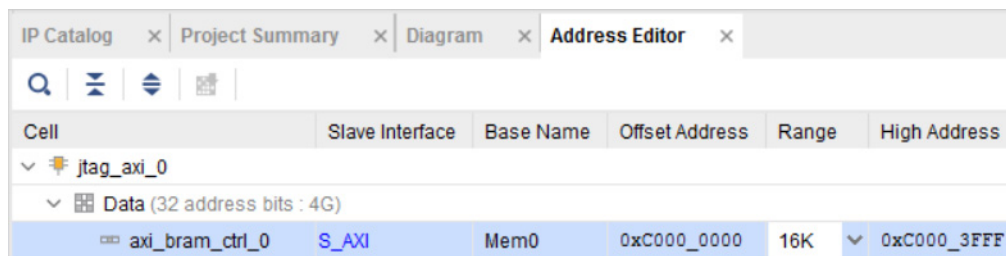 IP Catalog × Project Summary × Diagram × Address Editor ×
Cell Slave Interface Base Name Offset Address Range High Address
jtag_axi_0
Data (32 address bits : 4G)
axi_bram_ctrl_0 S_AXI Mem0 0xC000_0000 16K 0xC000_3FFF